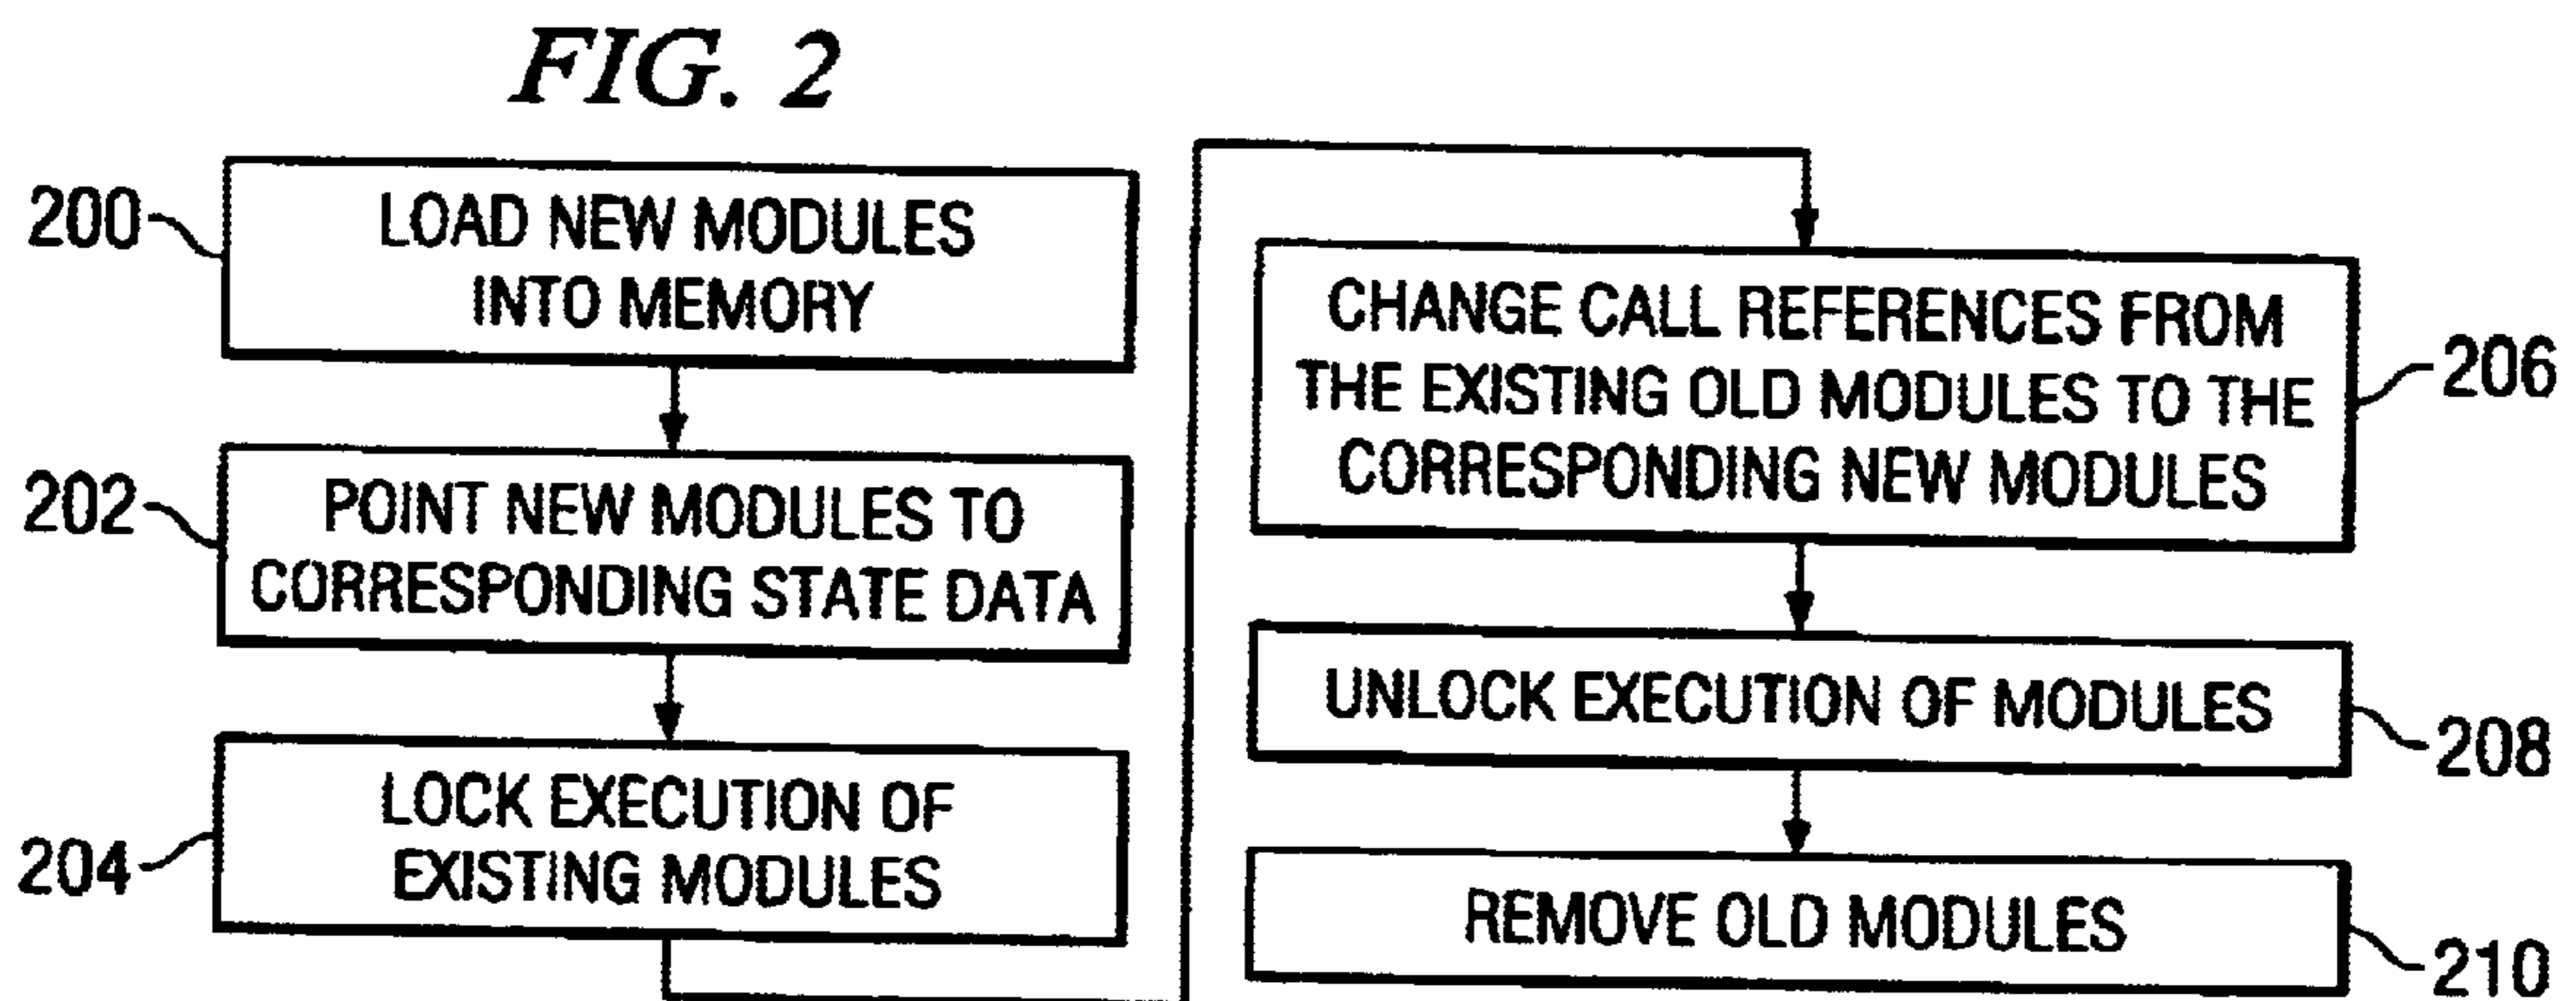 FIG. 2
200
LOAD NEW MODULES
INTO MEMORY
202
POINT NEW MODULES TO
CORRESPONDING STATE DATA
204
LOCK EXECUTION OF
EXISTING MODULES
CHANGE CALL REFERENCES FROM
THE EXISTING OLD MODULES TO THE
CORRESPONDING NEW MODULES
206
UNLOCK EXECUTION OF MODULES
208
REMOVE OLD MODULES
210